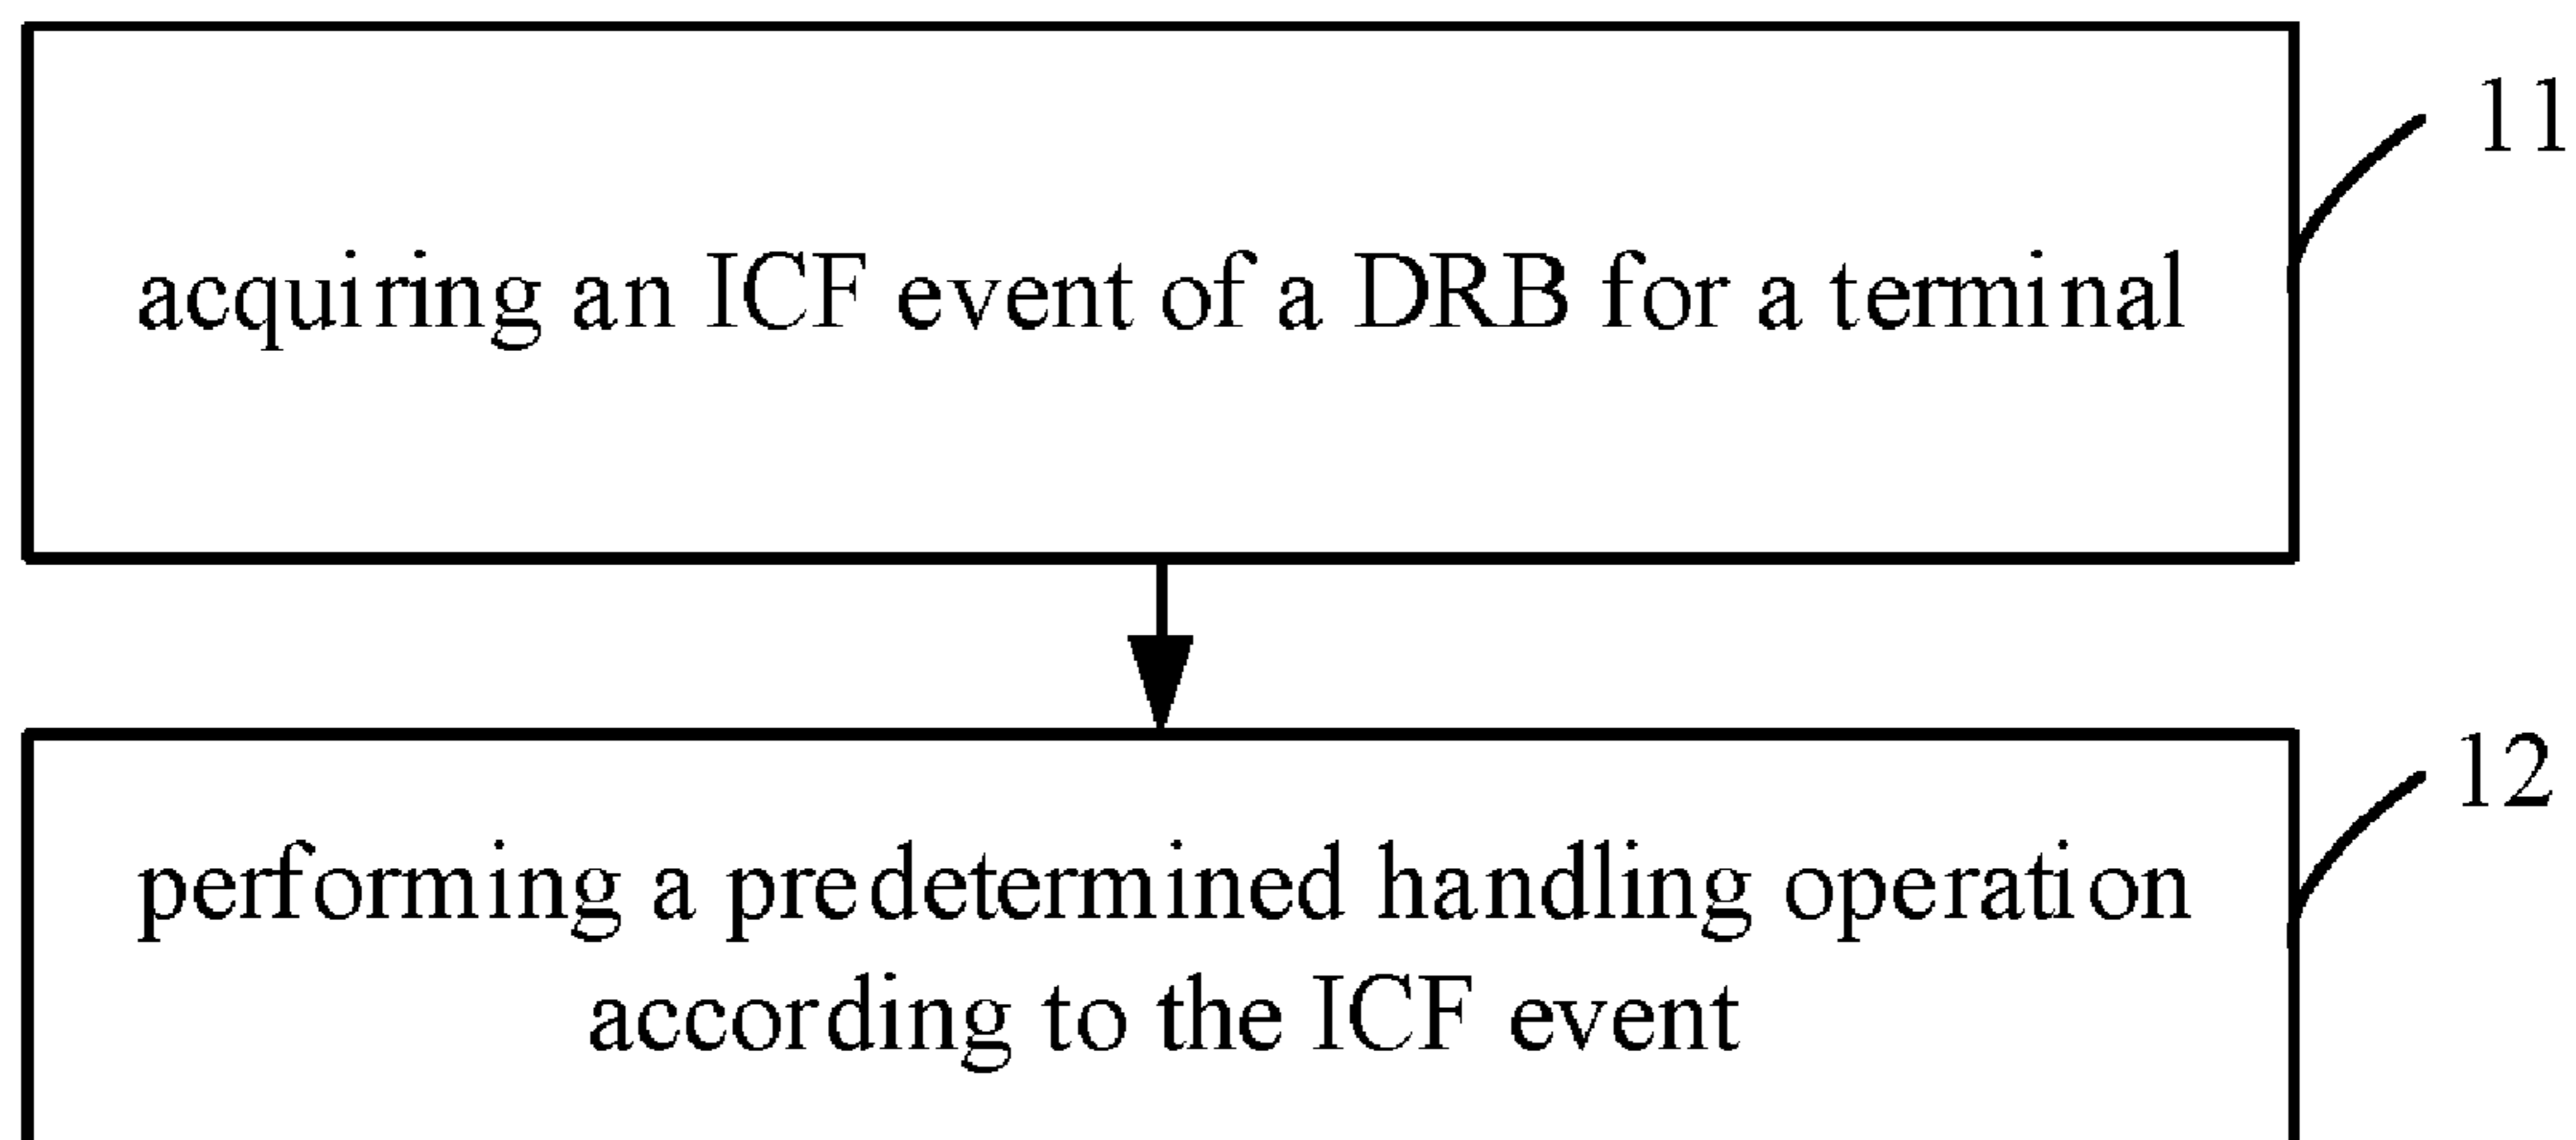 11
acquiring an ICF event of a DRB for a terminal
12
performing a predetermined handling operation
according to the ICF event